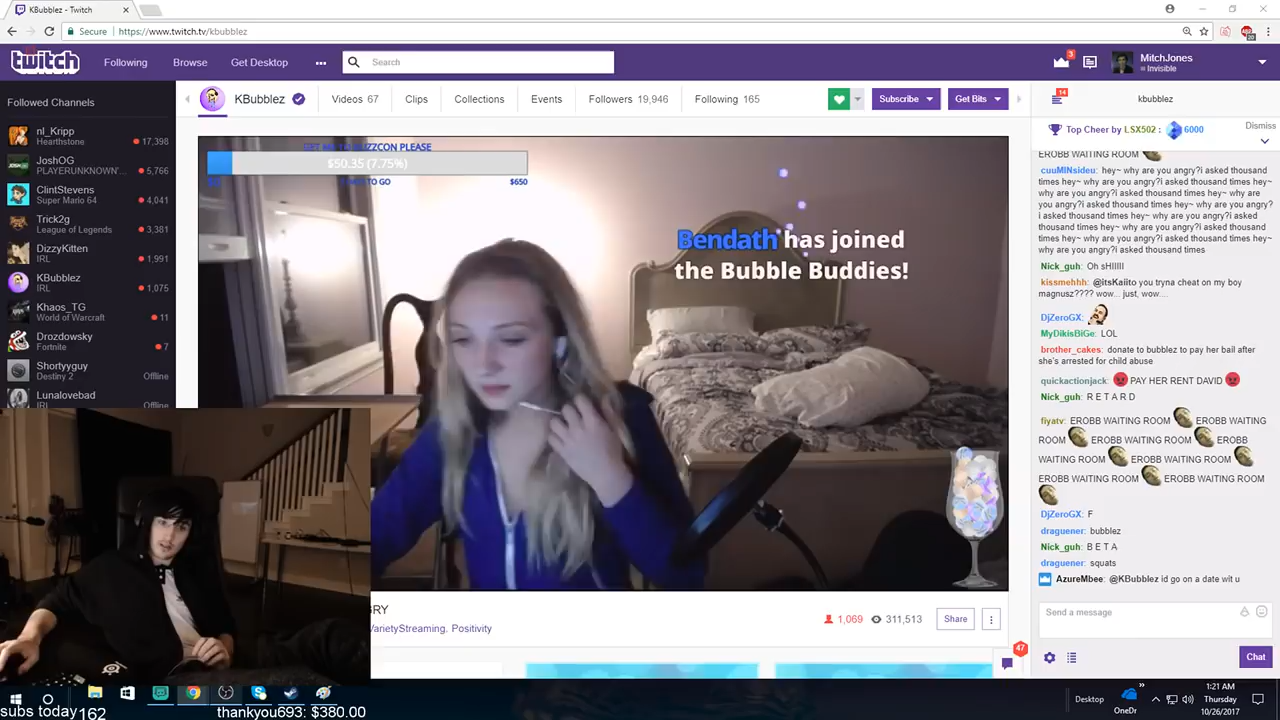 KBubblez - Twitch
Secure https://www.twitch.tv/kbubblez
twitch Following Browse Get Desktop Search 3 MitchJones
Invisible
Followed Channels
nl_Kripp
Hearthstone 17,398
JoshOG
PLAYERUNKNOWN'... 5,766
ClintStevens
Super Mario 64 4,041
Trick2g
League of Legends 3,381
DizzyKitten
IRL 1,991
KBubblez
IRL 1,075
Khaos_TG
World of Warcraft 11
Drozdowsky
Fortnite 7
Shortyyguy
Destiny 2 Offline
Lunalovebad
IRL Offline
KBubblez Videos 67 Clips Collections Events Followers 19,946 Following 165 Subscribe Get Bits
PLEASE
$50.35 (7.75%)
TO GO $650
Bendath has joined
the Bubble Buddies!
RY
VarietyStreaming. Positivity
1,069 311,513 Share
47
14
kbubblez
Top Cheer by LSX502 : 6000 Dismiss
EROBB WAITING ROOM
cuuMINsideu: hey~ why are you angry?i asked thousand
times hey~ why are you angry?i asked thousand
times hey~ why are you angry?i asked thousand times hey~ why
are you angry?i asked thousand times hey~ why are you angry?
i asked thousand times hey~ why are you angry?i asked
thousand times hey~ why are you angry?i asked thousand
times hey~ why are you angry?i asked thousand times
Nick_guh: Oh sHIIIII
kissmehhh: @itsKaiito you tryna cheat on my boy
magnusz???? wow... just, wow....
DjZeroGX:
MyDikisBiGe: LOL
brother_cakes: donate to bubblez to pay her bail after
she's arrested for child abuse
quickactionjack: PAY HER RENT DAVID
Nick_guh: R E T A R D
fiyatv: EROBB WAITING ROOM EROBB WAITING
ROOM EROBB WAITING ROOM EROBB
WAITING ROOM EROBB WAITING ROOM
EROBB WAITING ROOM EROBB WAITING ROOM
DjZeroGX: F
draguener: bubblez
Nick_guh: B E T A
draguener: squats
AzureMbee: @KBubblez id go on a date wit u
Send a message
Chat
subs today 162 thankyou693: $380.00
Desktop OneDr
1:21 AM
Thursday
10/26/2017